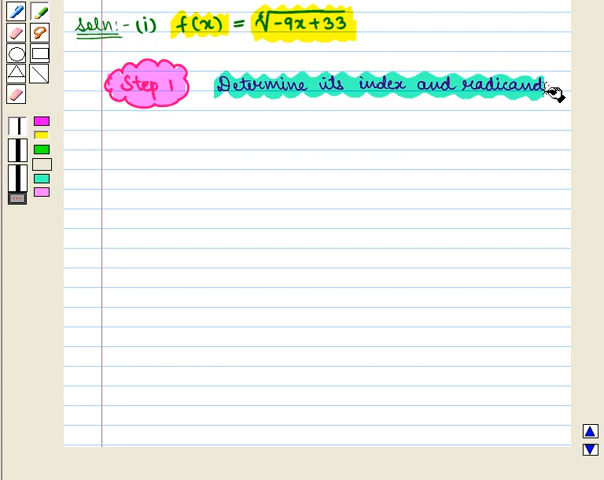 Soln:- (i) f(x) = √-9x+33
Step 1 Determine its index and radicand